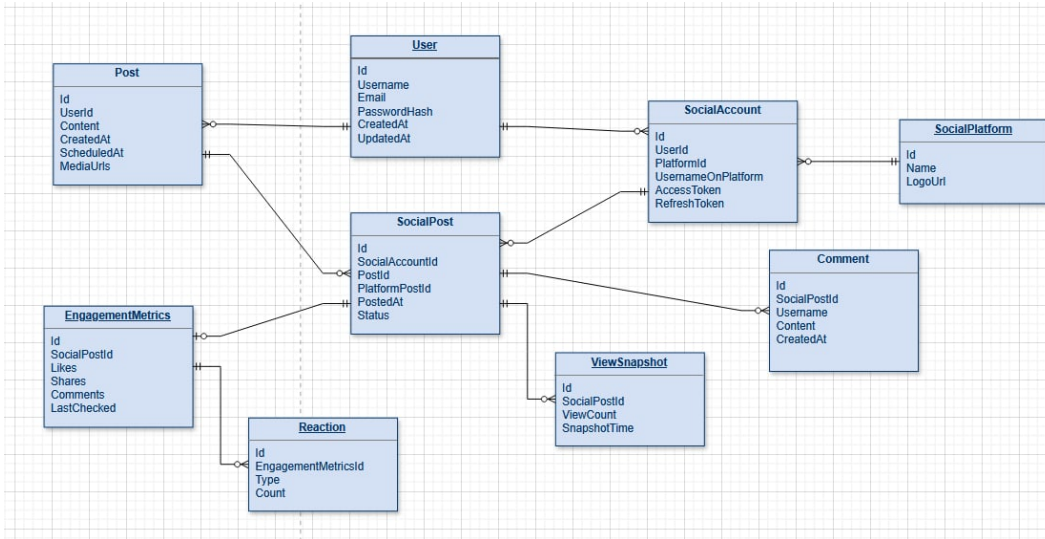 User
Id
Username
Email
PasswordHash
CreatedAt
UpdatedAt
Post
Id
UserId
Content
CreatedAt
ScheduledAt
MediaUrls
SocialAccount
Id
UserId
PlatformId
UsernameOnPlatform
AccessToken
RefreshToken
SocialPlatform
Id
Name
LogoUrl
SocialPost
Id
SocialAccountId
PostId
PlatformPostId
PostedAt
Status
Comment
Id
SocialPostId
Username
Content
CreatedAt
EngagementMetrics
Id
SocialPostId
Likes
Shares
Comments
LastChecked
ViewSnapshot
Id
SocialPostId
ViewCount
SnapshotTime
Reaction
Id
EngagementMetricsId
Type
Count